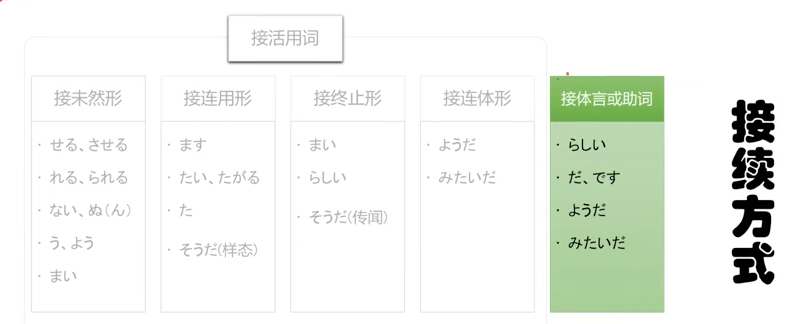 接活用词
接未然形
・せる、させる
・れる、られる
・ない、ぬ(ん)
・う、よう
・まい
接连用形
・ます
・たい、たがる
・た
・そうだ(样态)
接终止形
・まい
・らしい
・そうだ(传闻)
接连体形
・ようだ
・みたいだ
接体言或助词
・らしい
・だ、です
・ようだ
・みたいだ
接续方式